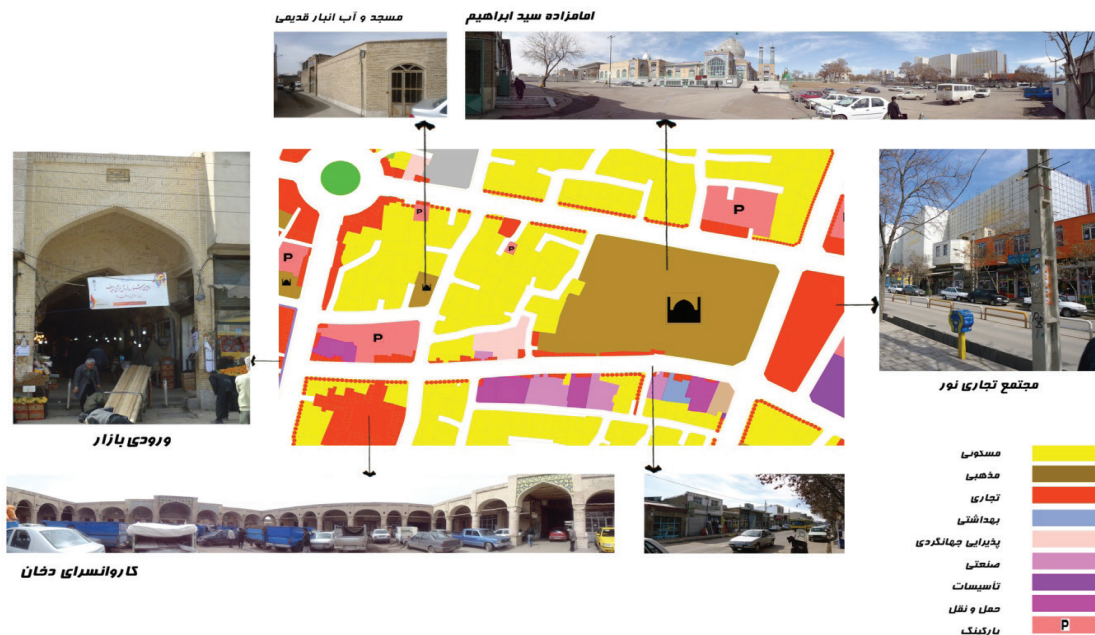 مسجد و آب انبار قدیمی
امامزاده سید ابراهیم
P
P
P
P
P
ورودی بازار
مجتمع تجاری نور
کاروانسرای دخان
مسکونی
مذهبی
تجاری
بهداشتی
پذیرایی جهانگردی
صنعتی
تأسیسات
حمل و نقل
پارکینگ
P